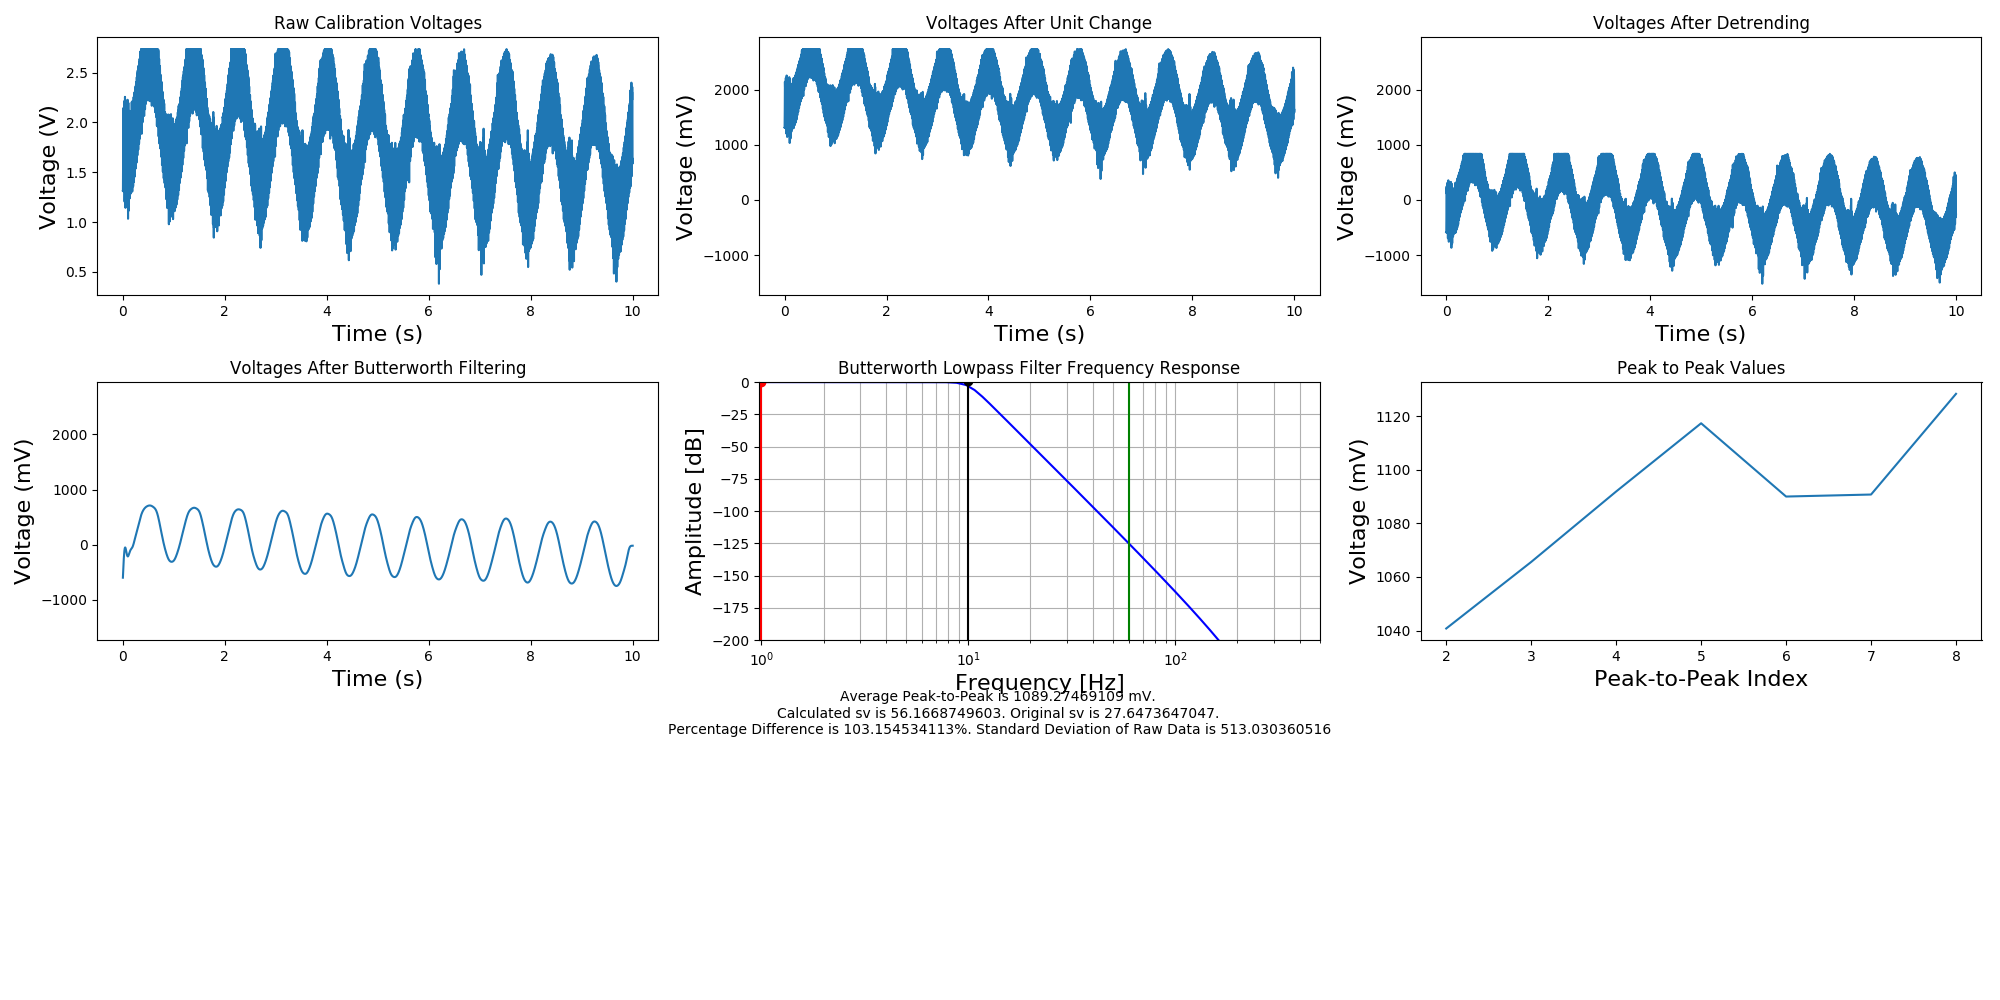 Raw Calibration Voltages
Voltage (V)
2.5
2.0
1.5
1.0
0.5
0 2 4 6 8 10
Time (s)
Voltages After Unit Change
Voltage (mV)
2000
1000
0
−1000
0 2 4 6 8 10
Time (s)
Voltages After Detrending
Voltage (mV)
2000
1000
0
−1000
0 2 4 6 8 10
Time (s)
Voltages After Butterworth Filtering
Voltage (mV)
2000
1000
0
−1000
0 2 4 6 8 10
Time (s)
Butterworth Lowpass Filter Frequency Response
Amplitude [dB]
0
−25
−50
−75
−100
−125
−150
−175
−200
10⁰ 10¹ 10²
Frequency [Hz]
Peak to Peak Values
Voltage (mV)
1120
1100
1080
1060
1040
2 3 4 5 6 7 8
Peak-to-Peak Index
Average Peak-to-Peak is 1089.27469109 mV.
Calculated sv is 56.1668749603. Original sv is 27.6473647047.
Percentage Difference is 103.154534113%. Standard Deviation of Raw Data is 513.030360516